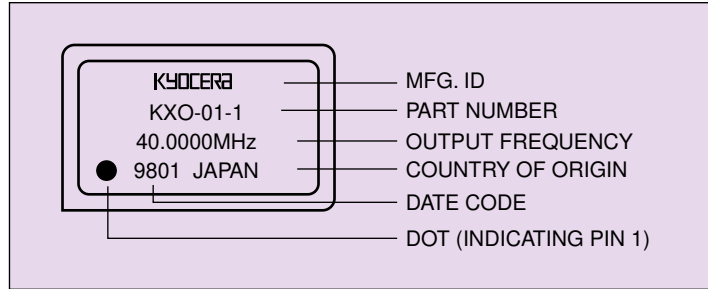 KYOCERA
KXO-01-1
40.0000MHz
9801 JAPAN
MFG. ID
PART NUMBER
OUTPUT FREQUENCY
COUNTRY OF ORIGIN
DATE CODE
DOT (INDICATING PIN 1)